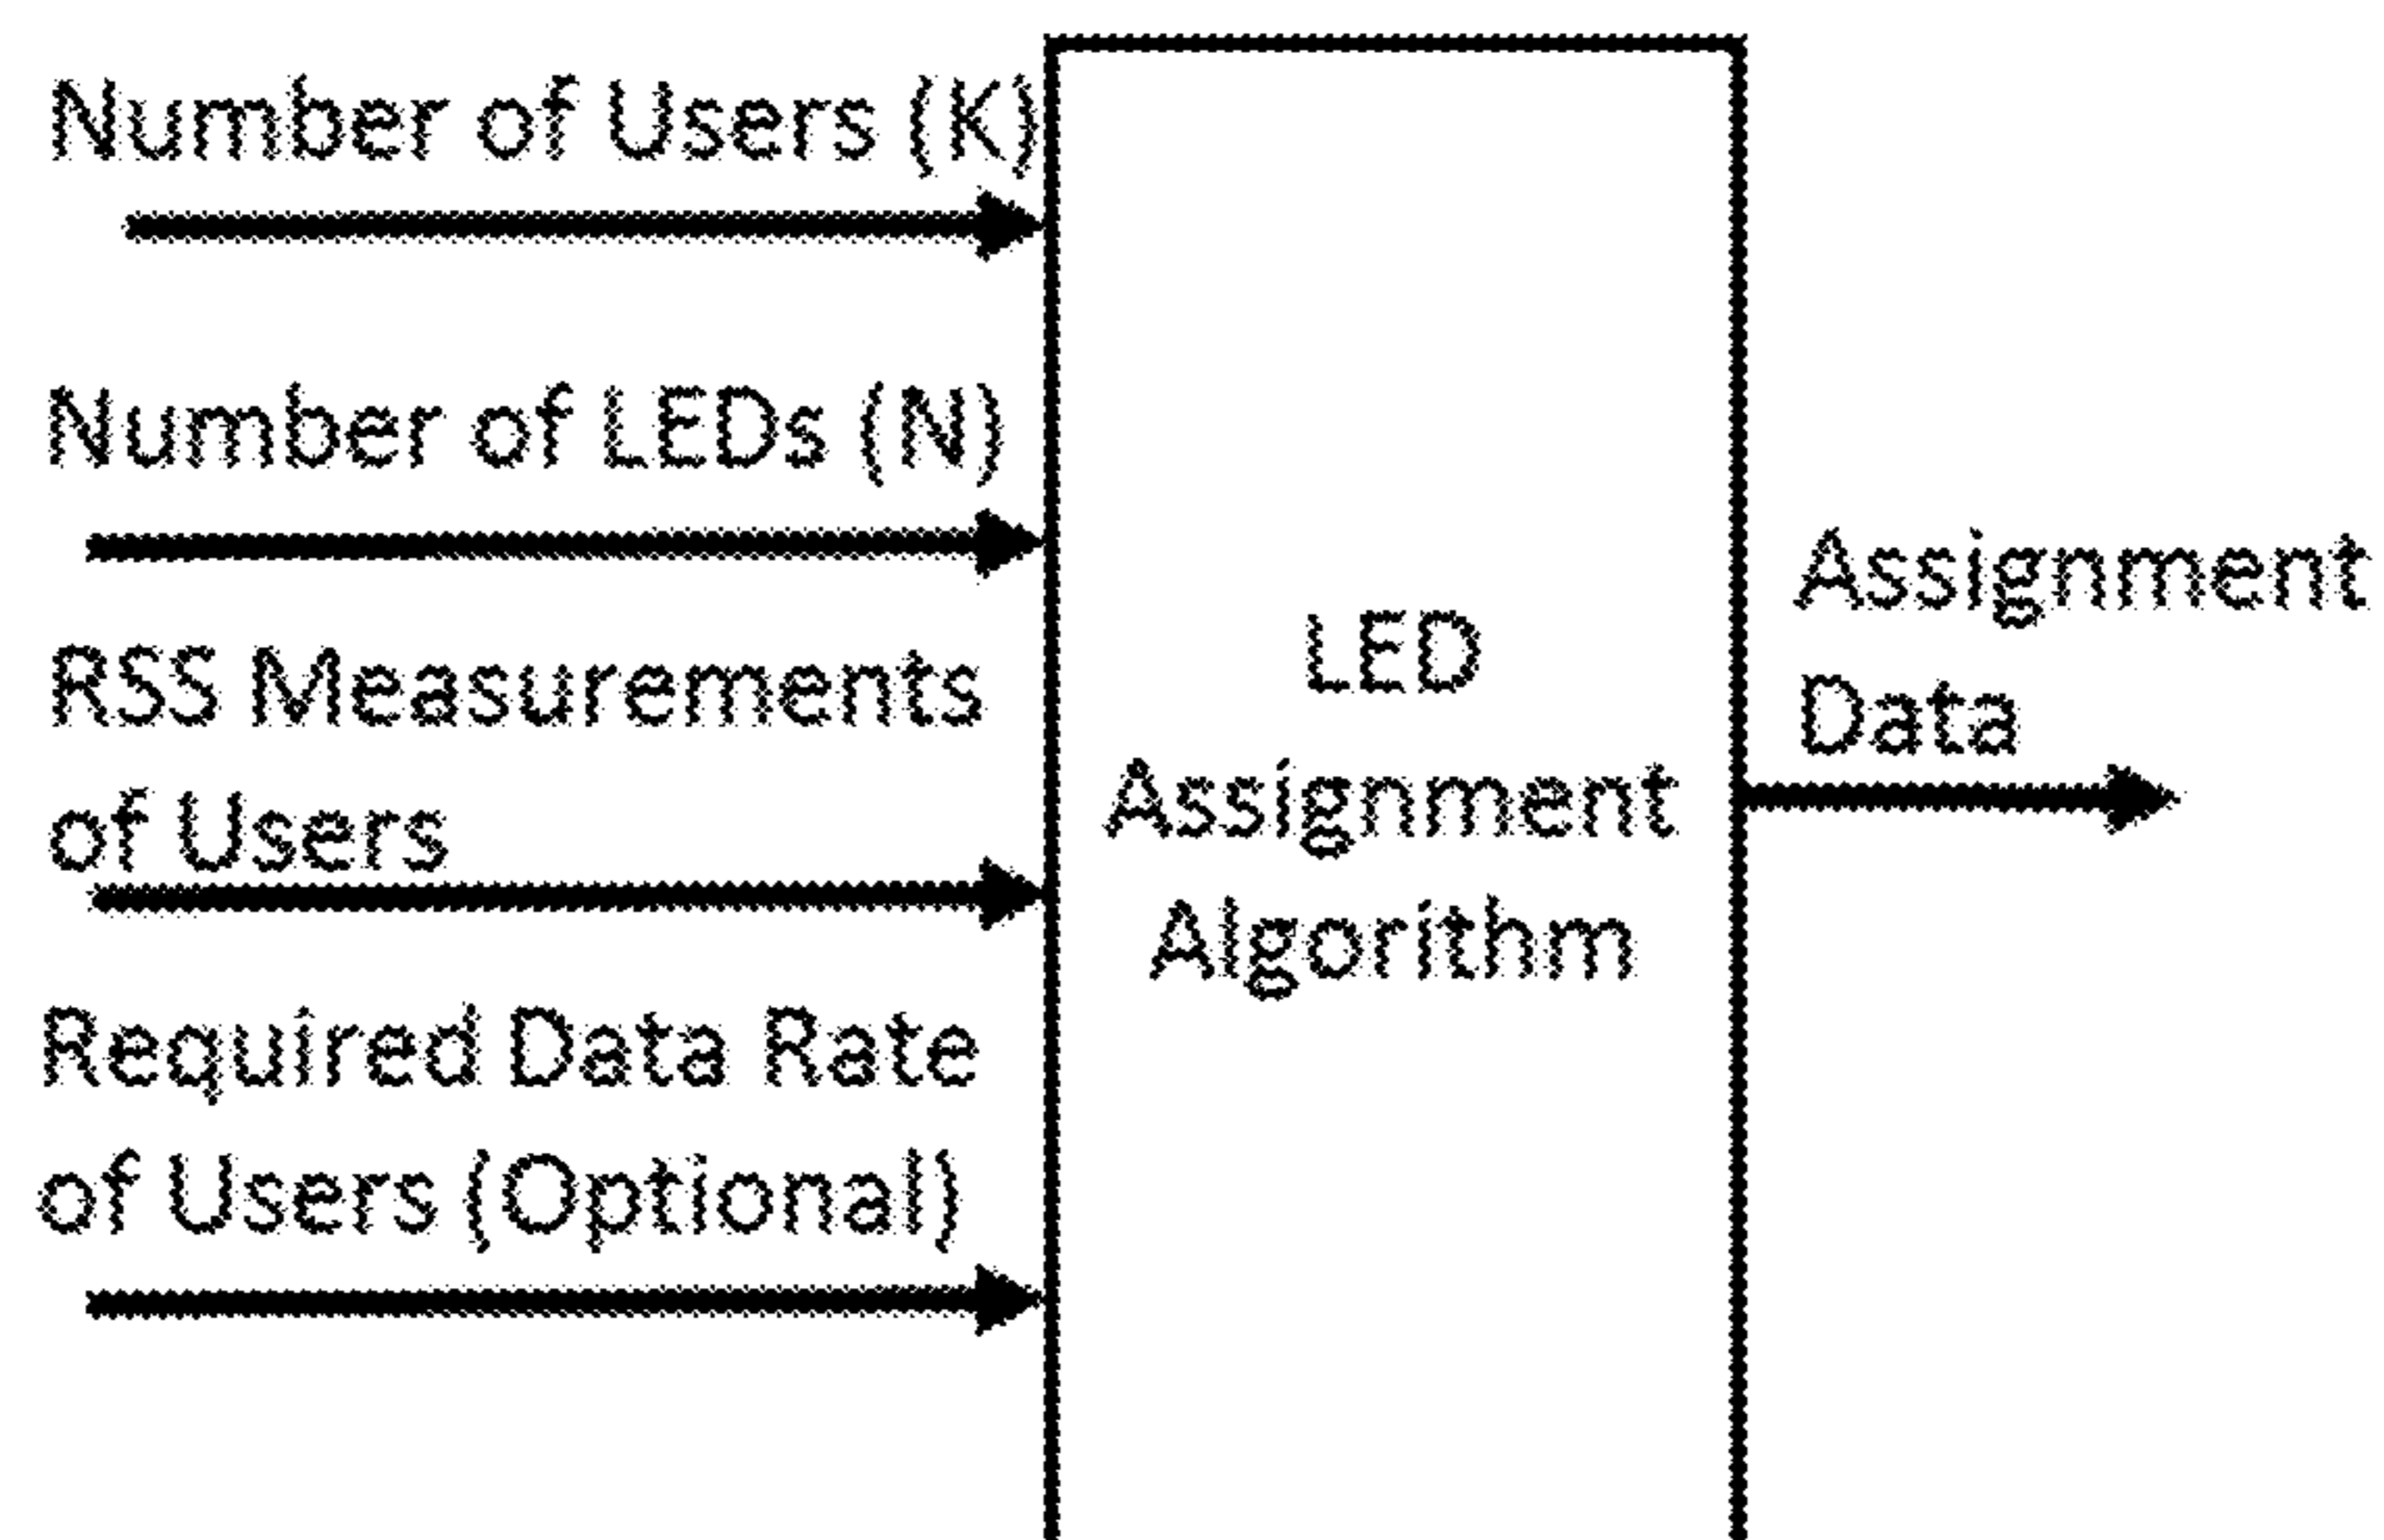 Number of Users (K)
Number of LEDs (N)
RSS Measurements
of Users
Required Data Rate
of Users (Optional)
LED
Assignment
Algorithm
Assignment
Data